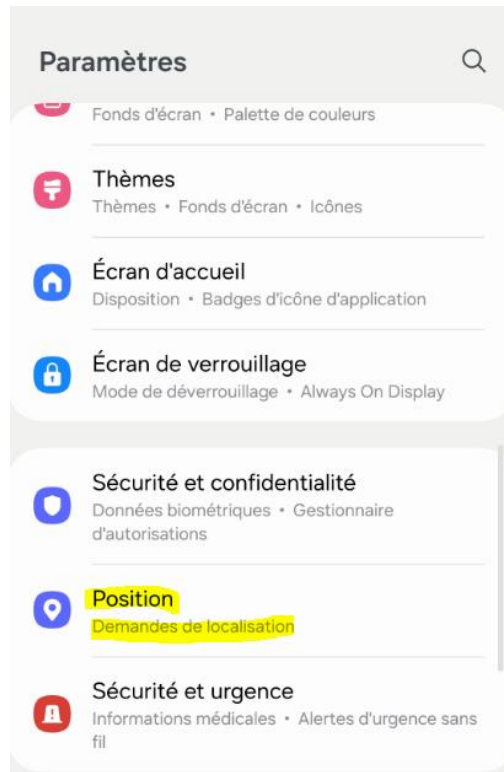 Paramètres
Fonds d'écran • Palette de couleurs
Thèmes
Thèmes • Fonds d'écran • Icônes
Écran d'accueil
Disposition • Badges d'icône d'application
Écran de verrouillage
Mode de déverrouillage • Always On Display
Sécurité et confidentialité
Données biométriques • Gestionnaire
d'autorisations
Position
Demandes de localisation
Sécurité et urgence
Informations médicales • Alertes d'urgence sans
fil